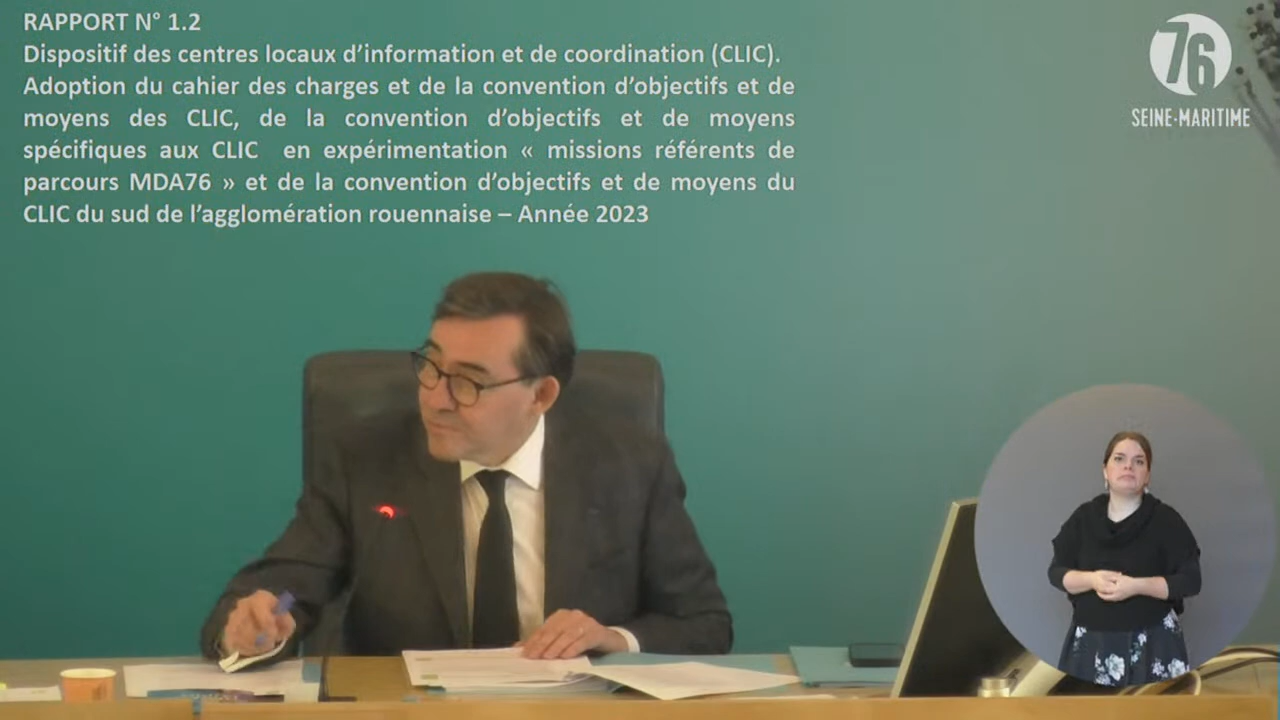 RAPPORT N° 1.2
Dispositif des centres locaux d'information et de coordination (CLIC).
Adoption du cahier des charges et de la convention d'objectifs et de
moyens des CLIC, de la convention d'objectifs et de moyens
spécifiques aux CLIC en expérimentation « missions référents de
parcours MDA76 » et de la convention d'objectifs et de moyens du
CLIC du sud de l'agglomération rouennaise – Année 2023
76
SEINE-MARITIME